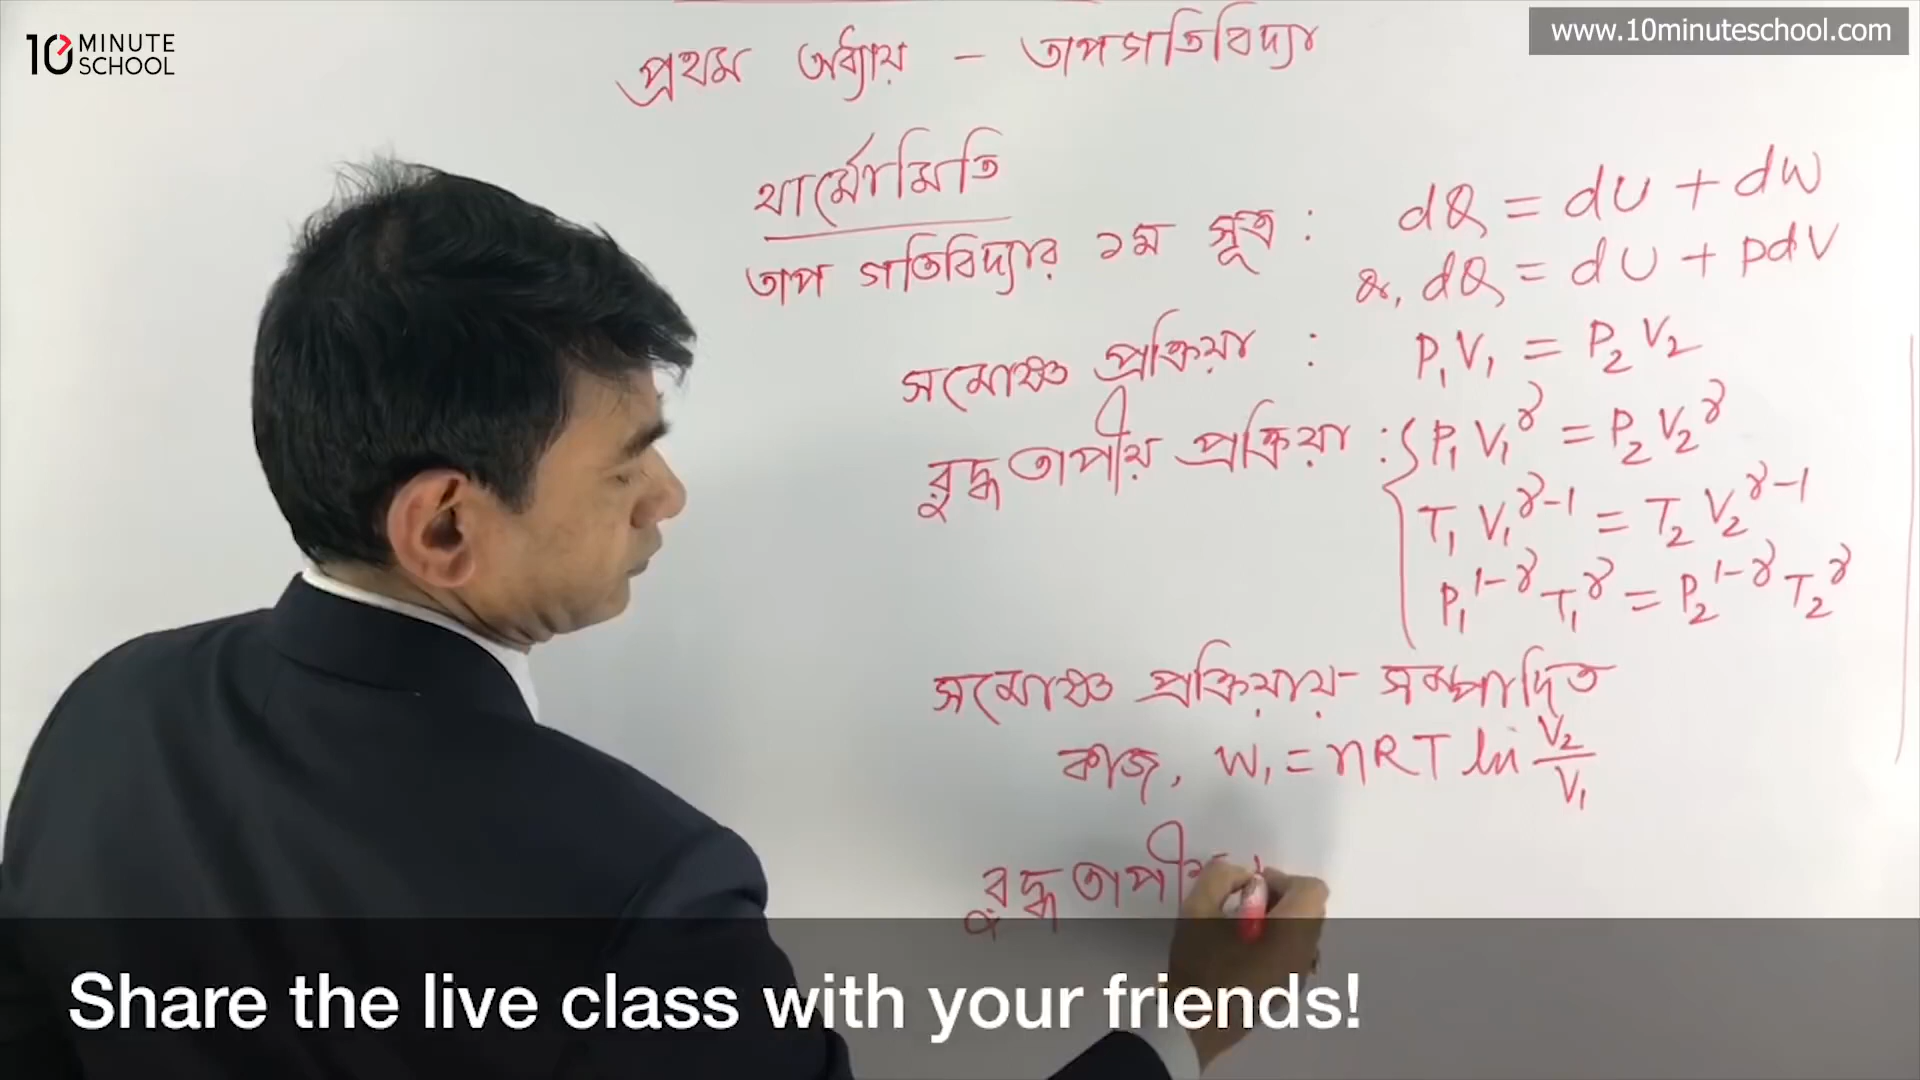 10 MINUTE SCHOOL
www.10minuteschool.com
প্রথম অধ্যায় – তাপগতিবিদ্যা
থার্মোমিতি
তাপ গতিবিদ্যার ১ম সূত্র : dQ = dU + dW
বা, dQ = dU + PdV
সমোষ্ণ প্রক্রিয়া : P₁V₁ = P₂V₂
রুদ্ধতাপীয় প্রক্রিয়া : { P₁V₁^γ = P₂V₂^γ
T₁V₁^γ-1 = T₂V₂^γ-1
P₁^1-γ T₁^γ = P₂^1-γ T₂^γ
সমোষ্ণ প্রক্রিয়ায় সম্পাদিত
কাজ, W₁ = nRT ln V₂/V₁
রুদ্ধতাপীয়
Share the live class with your friends!